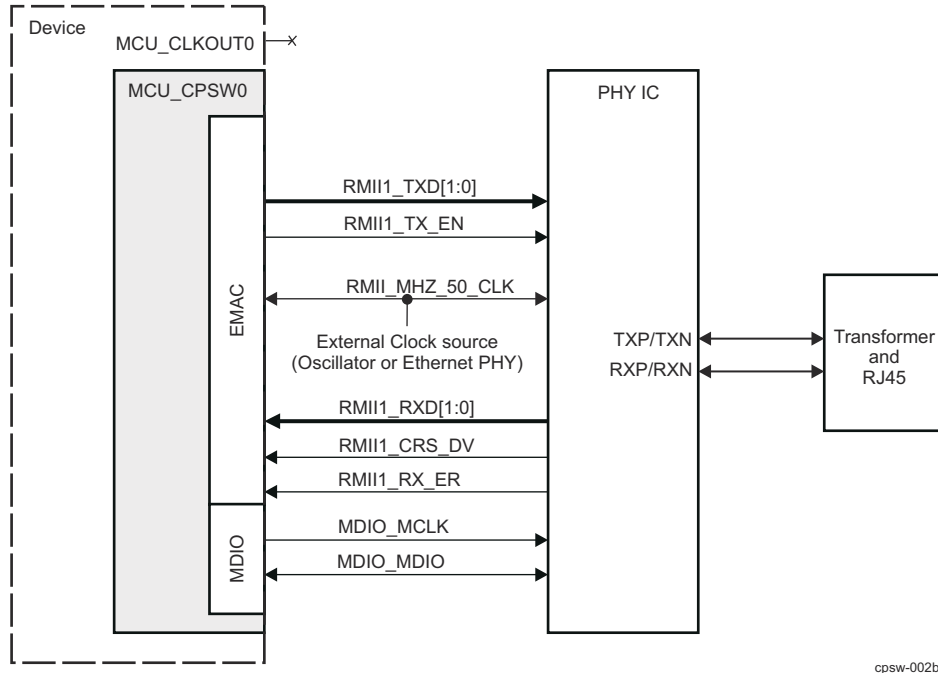 Device
MCU_CLKOUT0
MCU_CPSW0
PHY IC
RMII1_TXD[1:0]
RMII1_TX_EN
EMAC
RMII_MHZ_50_CLK
External Clock source
(Oscillator or Ethernet PHY)
TXP/TXN
RXP/RXN
Transformer
and
RJ45
RMII1_RXD[1:0]
RMII1_CRS_DV
RMII1_RX_ER
MDIO
MDIO_MCLK
MDIO_MDIO
cpsw-002b